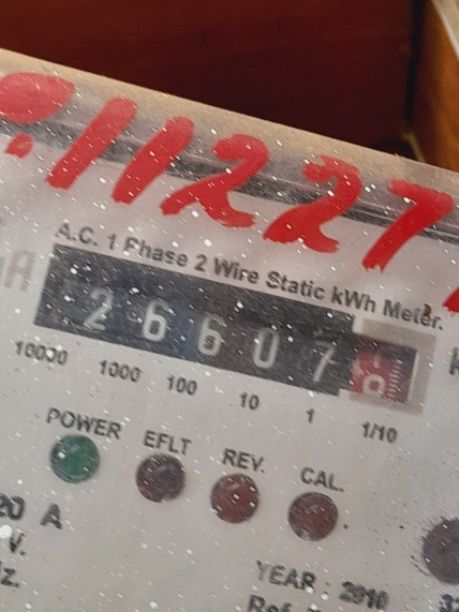 11227
A.C. 1 Phase 2 Wire Static kWh Meter.
2 6 6 0 7
10000 1000 100 10 1 1/10
POWER EFLT REV. CAL.
20 A
V.
z.
YEAR : 2010